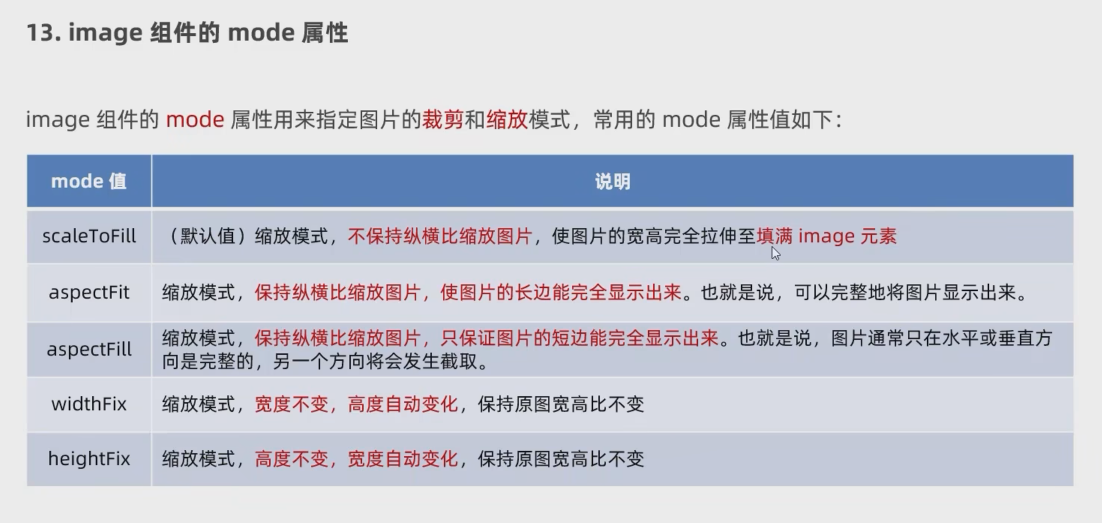 13. image 组件的 mode 属性
image 组件的 mode 属性用来指定图片的裁剪和缩放模式，常用的 mode 属性值如下：
mode 值 说明
scaleToFill （默认值）缩放模式，不保持纵横比缩放图片，使图片的宽高完全拉伸至填满 image 元素
aspectFit 缩放模式，保持纵横比缩放图片，使图片的长边能完全显示出来。也就是说，可以完整地将图片显示出来。
aspectFill 缩放模式，保持纵横比缩放图片，只保证图片的短边能完全显示出来。也就是说，图片通常只在水平或垂直方
向是完整的，另一个方向将会发生截取。
widthFix 缩放模式，宽度不变，高度自动变化，保持原图宽高比不变
heightFix 缩放模式，高度不变，宽度自动变化，保持原图宽高比不变